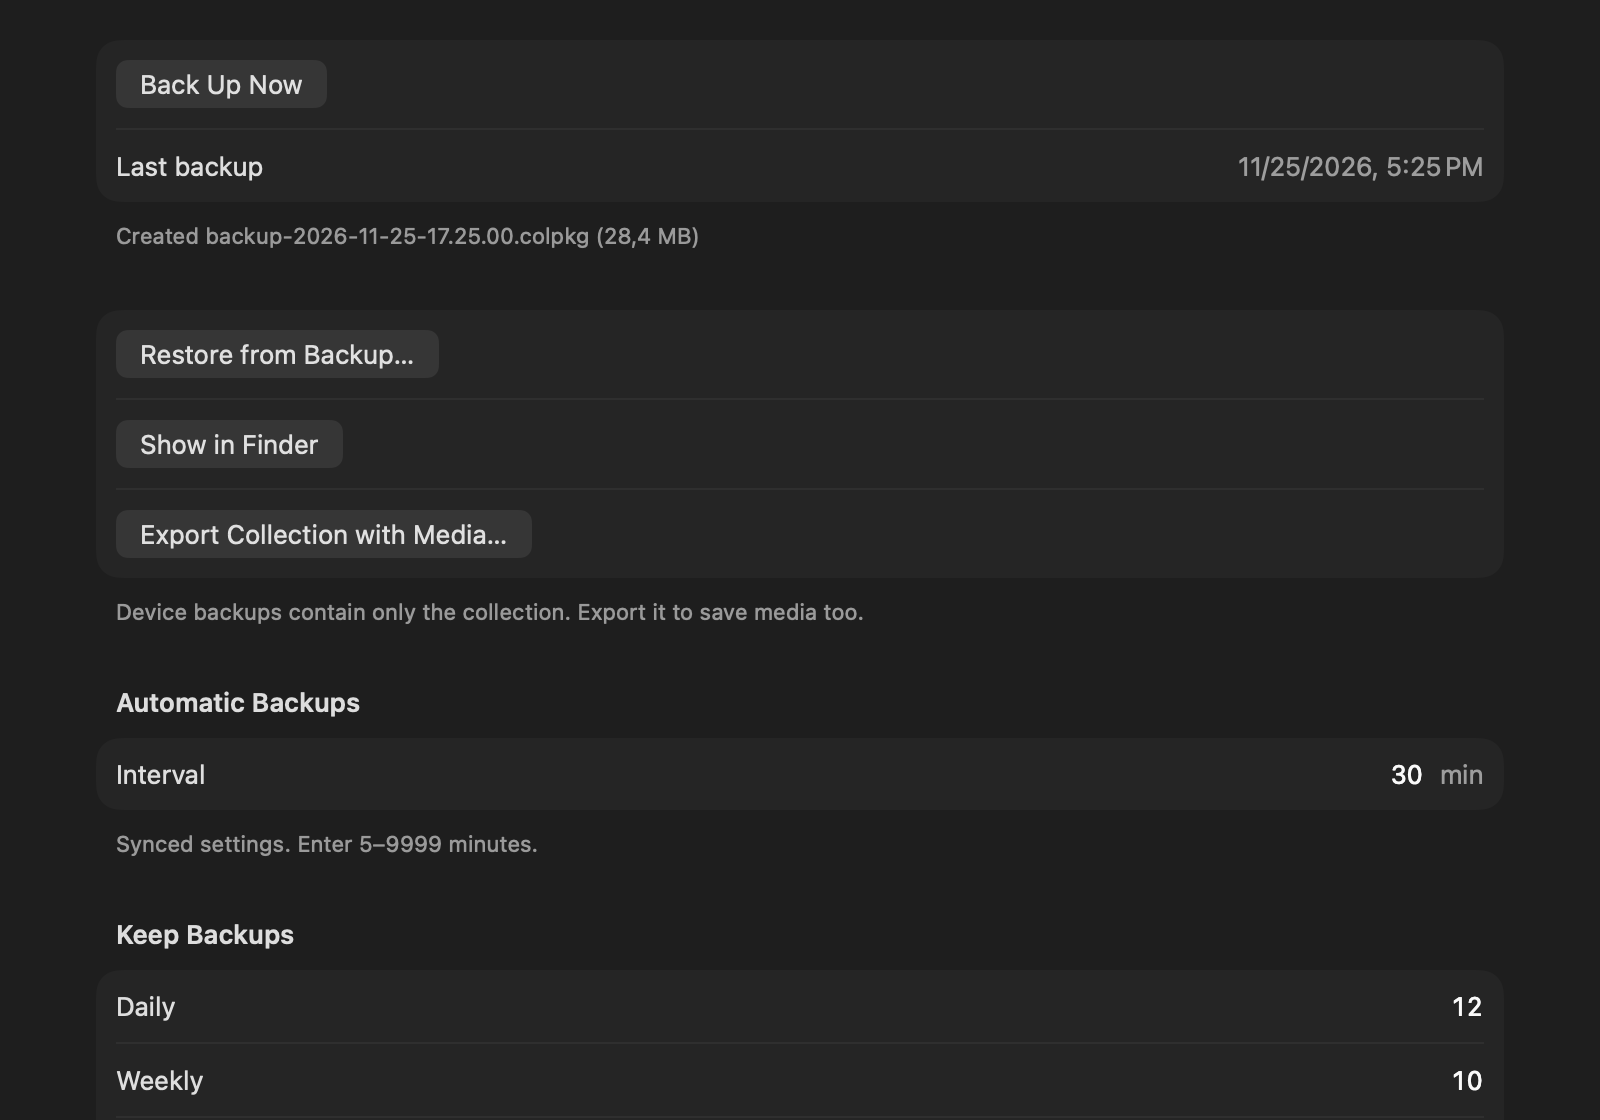 Back Up Now
Last backup 11/25/2026, 5:25 PM
Created backup-2026-11-25-17.25.00.colpkg (28,4 MB)
Restore from Backup...
Show in Finder
Export Collection with Media...
Device backups contain only the collection. Export it to save media too.
Automatic Backups
Interval 30 min
Synced settings. Enter 5–9999 minutes.
Keep Backups
Daily 12
Weekly 10